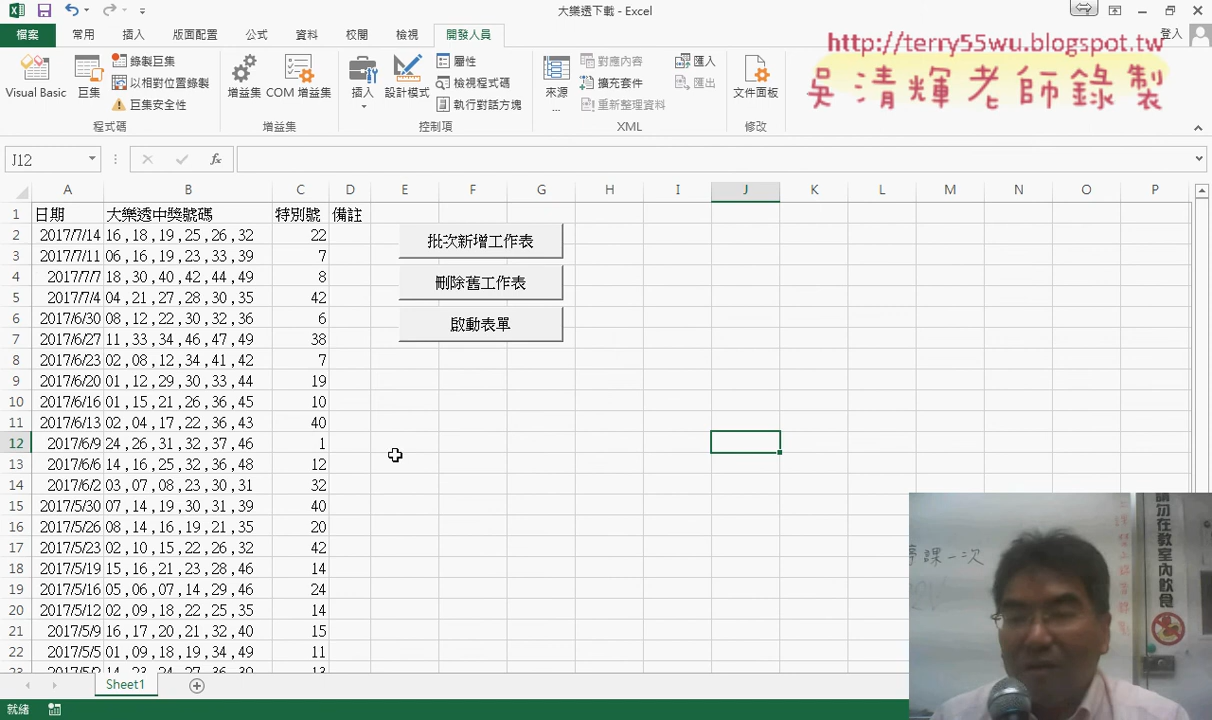 大樂透下載 - Excel
檔案 常用 插入 版面配置 公式 資料 校閱 檢視 開發人員 登入
http://terry55wu.blogspot.tw
吳清輝老師錄製
Visual Basic 巨集 錄製巨集 以相對位置錄製 巨集安全性 程式碼
增益集 COM 增益集 增益集
插入 設計模式 屬性 檢視程式碼 執行對話方塊 控制項
來源 對應內容 擴充套件 重新整理資料 匯入 匯出 XML
文件面板 修改
J12 fx
A B C D E F G H I J K L M N O P
1 日期 大樂透中獎號碼 特別號 備註
2 2017/7/14 16 , 18 , 19 , 25 , 26 , 32 22
3 2017/7/11 06 , 16 , 19 , 23 , 33 , 39 7
4 2017/7/7 18 , 30 , 40 , 42 , 44 , 49 8
5 2017/7/4 04 , 21 , 27 , 28 , 30 , 35 42
6 2017/6/30 08 , 12 , 22 , 30 , 32 , 36 6
7 2017/6/27 11 , 33 , 34 , 46 , 47 , 49 38
8 2017/6/23 02 , 08 , 12 , 34 , 41 , 42 7
9 2017/6/20 01 , 12 , 29 , 30 , 33 , 44 19
10 2017/6/16 01 , 15 , 21 , 26 , 36 , 45 10
11 2017/6/13 02 , 04 , 17 , 22 , 36 , 43 40
12 2017/6/9 24 , 26 , 31 , 32 , 37 , 46 1
13 2017/6/6 14 , 16 , 25 , 32 , 36 , 48 12
14 2017/6/2 03 , 07 , 08 , 23 , 30 , 31 32
15 2017/5/30 07 , 14 , 19 , 30 , 31 , 39 40
16 2017/5/26 08 , 14 , 16 , 19 , 21 , 35 20
17 2017/5/23 02 , 10 , 15 , 22 , 26 , 32 42
18 2017/5/19 15 , 16 , 21 , 23 , 28 , 46 14
19 2017/5/16 05 , 06 , 07 , 14 , 29 , 46 24
20 2017/5/12 02 , 09 , 18 , 22 , 25 , 35 14
21 2017/5/9 16 , 17 , 20 , 21 , 32 , 40 15
22 2017/5/5 01 , 09 , 18 , 19 , 34 , 49 11
批次新增工作表
刪除舊工作表
啟動表單
課一次
請勿在教室內飲食
Sheet1
就緒